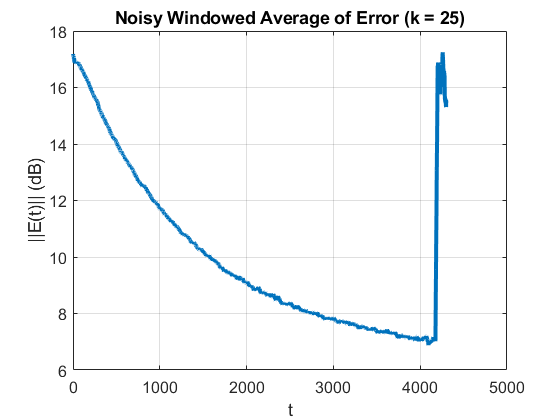 Noisy Windowed Average of Error (k = 25)
18
16
14
12
10
8
6
||E(t)|| (dB)
0 1000 2000 3000 4000 5000
t